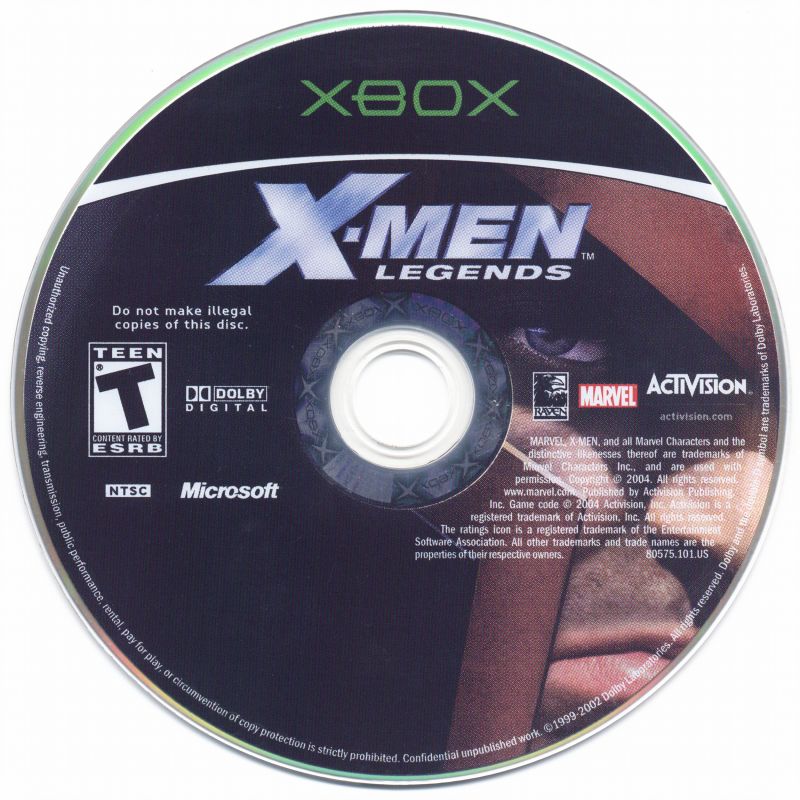 XBOX
X-MEN™
LEGENDS
Do not make illegal
copies of this disc.
TEEN
T®
CONTENT RATED BY
ESRB
DOLBY
DIGITAL
NTSC
Microsoft
XBOX
RAVEN
MARVEL
ACTIVISION®
activision.com
MARVEL, X-MEN, and all Marvel Characters and the
distinctive likenesses thereof are trademarks of
Marvel Characters Inc., and are used with
permission. Copyright © 2004. All rights reserved.
www.marvel.com. Published by Activision Publishing,
Inc. Game code © 2004 Activision, Inc. Activision is a
registered trademark of Activision, Inc. All rights reserved.
The ratings icon is a registered trademark of the Entertainment
Software Association. All other trademarks and trade names are the
properties of their respective owners.
80575.101.US
Unauthorized copying, reverse engineering, transmission, public performance, rental, pay for play, or circumvention of copy protection is strictly prohibited. Confidential unpublished work. ©1999-2002 Dolby Laboratories. All rights reserved. Dolby and the double-D symbol are trademarks of Dolby Laboratories.